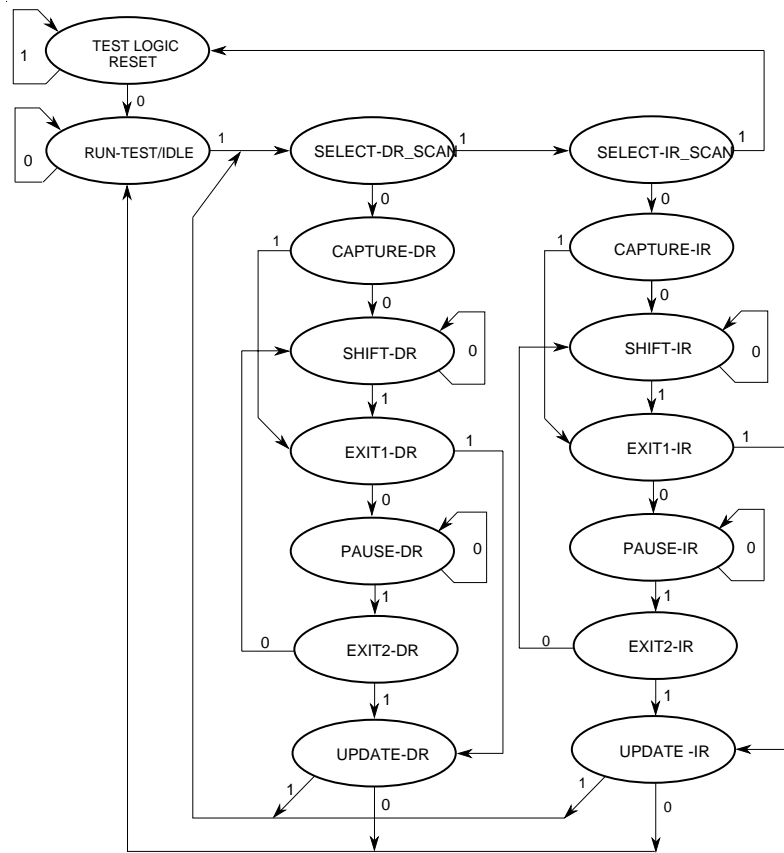 TEST LOGIC
RESET
1
0
RUN-TEST/IDLE
0
1
SELECT-DR_SCAN
1
SELECT-IR_SCAN
1
0
0
CAPTURE-DR
1
0
CAPTURE-IR
1
0
SHIFT-DR
0
1
SHIFT-IR
0
1
EXIT1-DR
1
0
EXIT1-IR
1
0
PAUSE-DR
0
1
PAUSE-IR
0
1
0
EXIT2-DR
1
0
EXIT2-IR
1
UPDATE-DR
1
0
UPDATE -IR
1
0